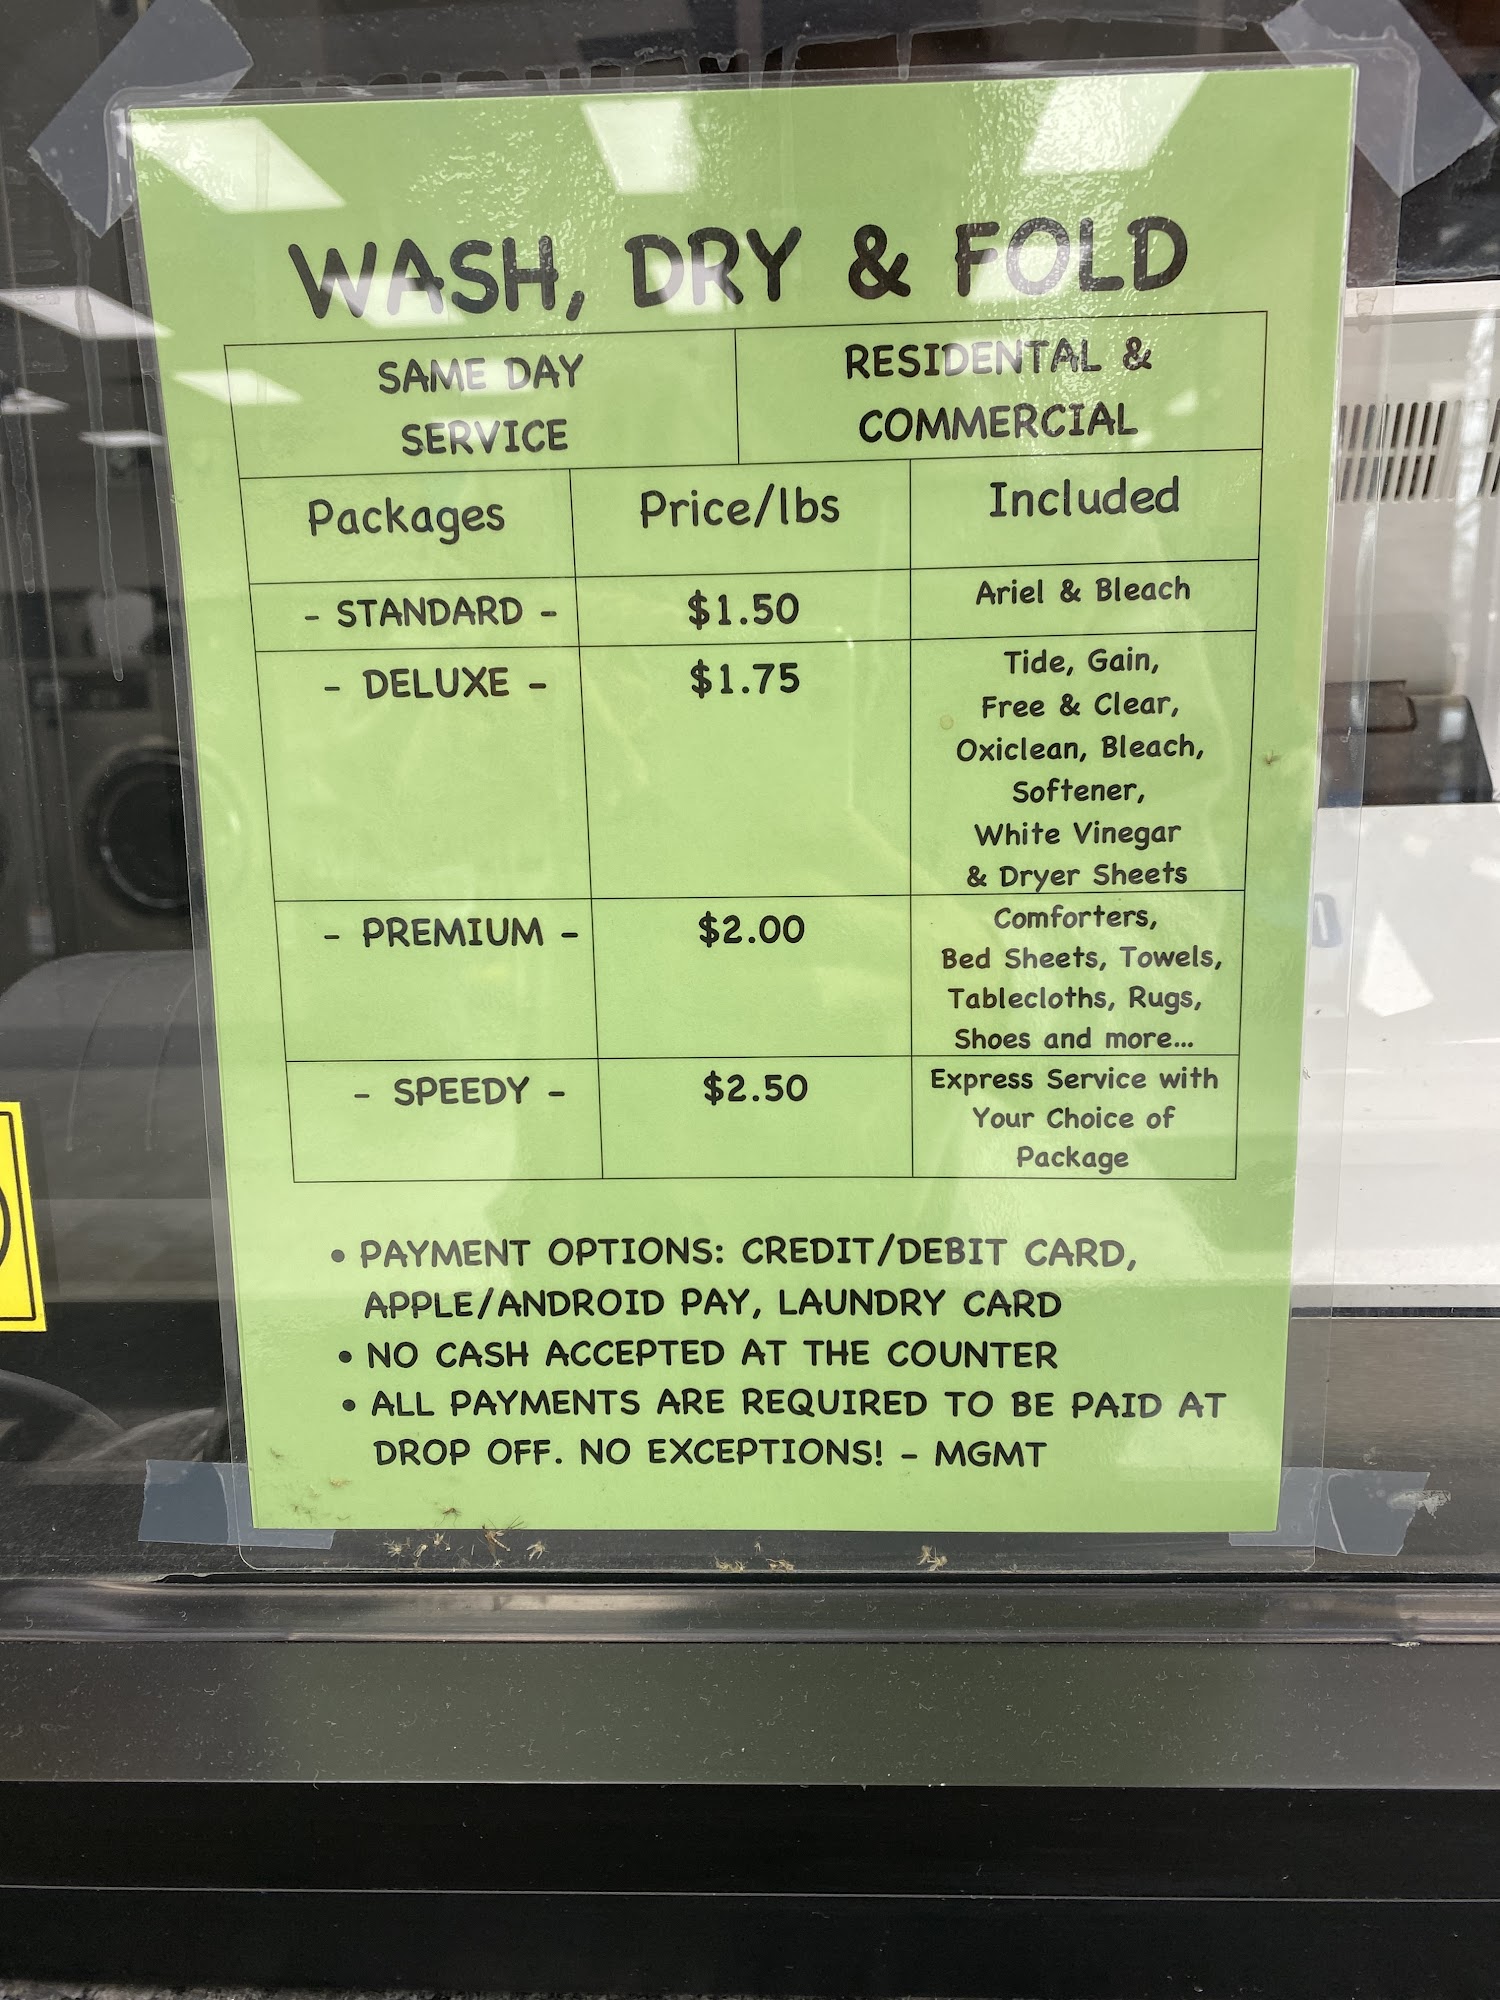 WASH, DRY & FOLD
SAME DAY
SERVICE
RESIDENTAL &
COMMERCIAL
Packages Price/lbs Included
- STANDARD - $1.50 Ariel & Bleach
- DELUXE - $1.75 Tide, Gain,
Free & Clear,
Oxiclean, Bleach,
Softener,
White Vinegar
& Dryer Sheets
- PREMIUM - $2.00 Comforters,
Bed Sheets, Towels,
Tablecloths, Rugs,
Shoes and more...
- SPEEDY - $2.50 Express Service with
Your Choice of
Package
• PAYMENT OPTIONS: CREDIT/DEBIT CARD,
APPLE/ANDROID PAY, LAUNDRY CARD
• NO CASH ACCEPTED AT THE COUNTER
• ALL PAYMENTS ARE REQUIRED TO BE PAID AT
DROP OFF. NO EXCEPTIONS! - MGMT